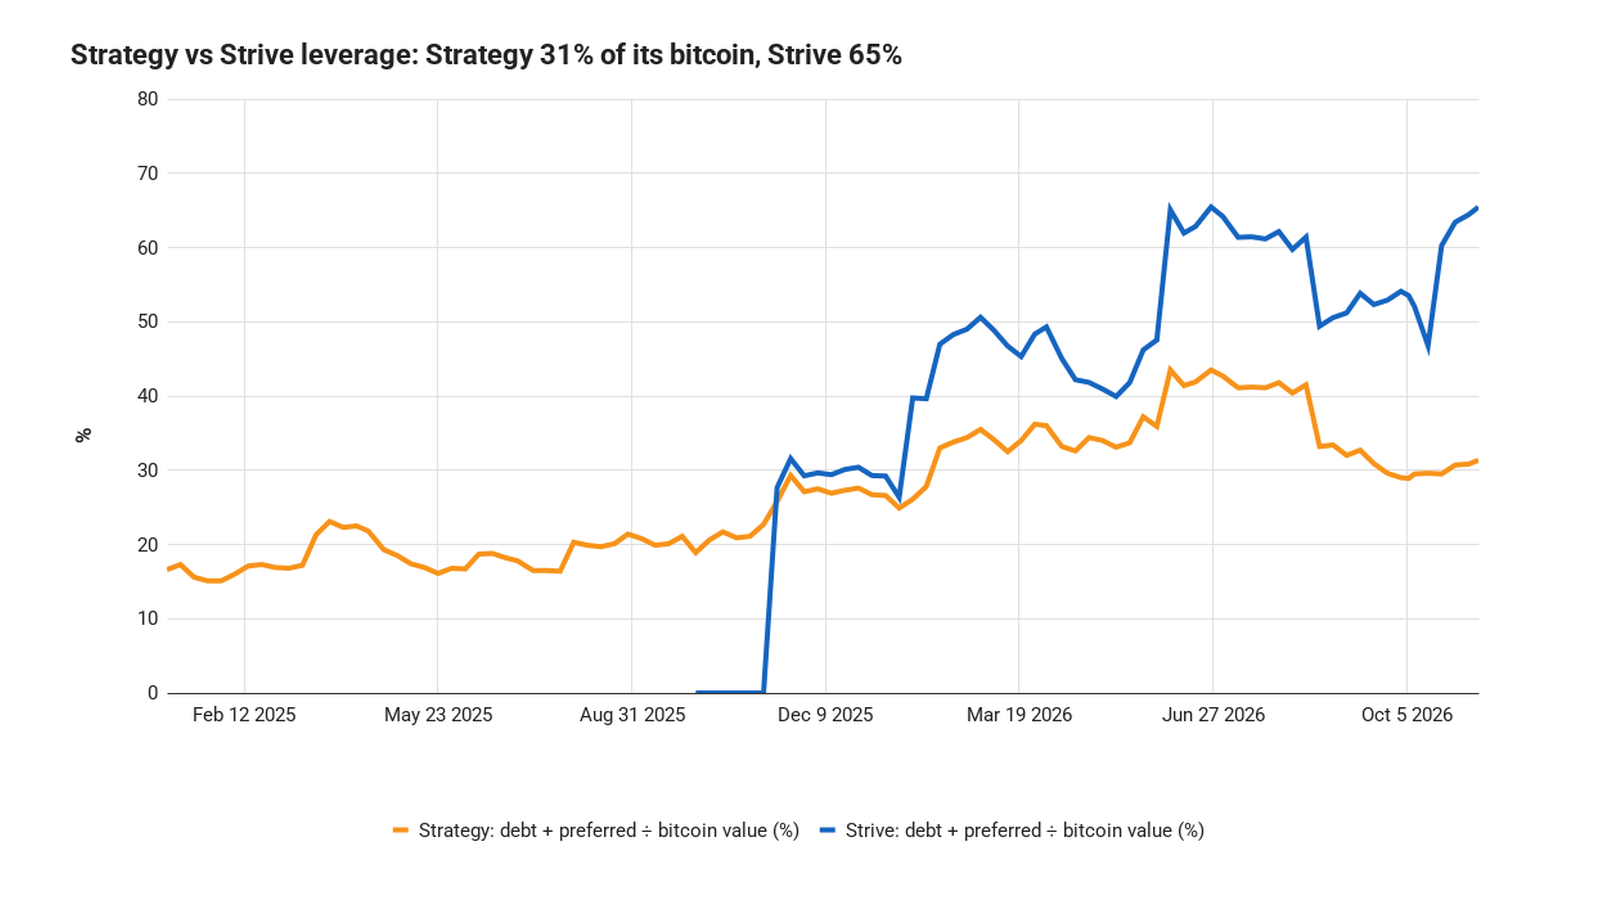 Strategy vs Strive leverage: Strategy 31% of its bitcoin, Strive 65%
80
70
60
50
40
30
20
10
0
%
Feb 12 2025
May 23 2025
Aug 31 2025
Dec 9 2025
Mar 19 2026
Jun 27 2026
Oct 5 2026
Strategy: debt + preferred ÷ bitcoin value (%)
Strive: debt + preferred ÷ bitcoin value (%)